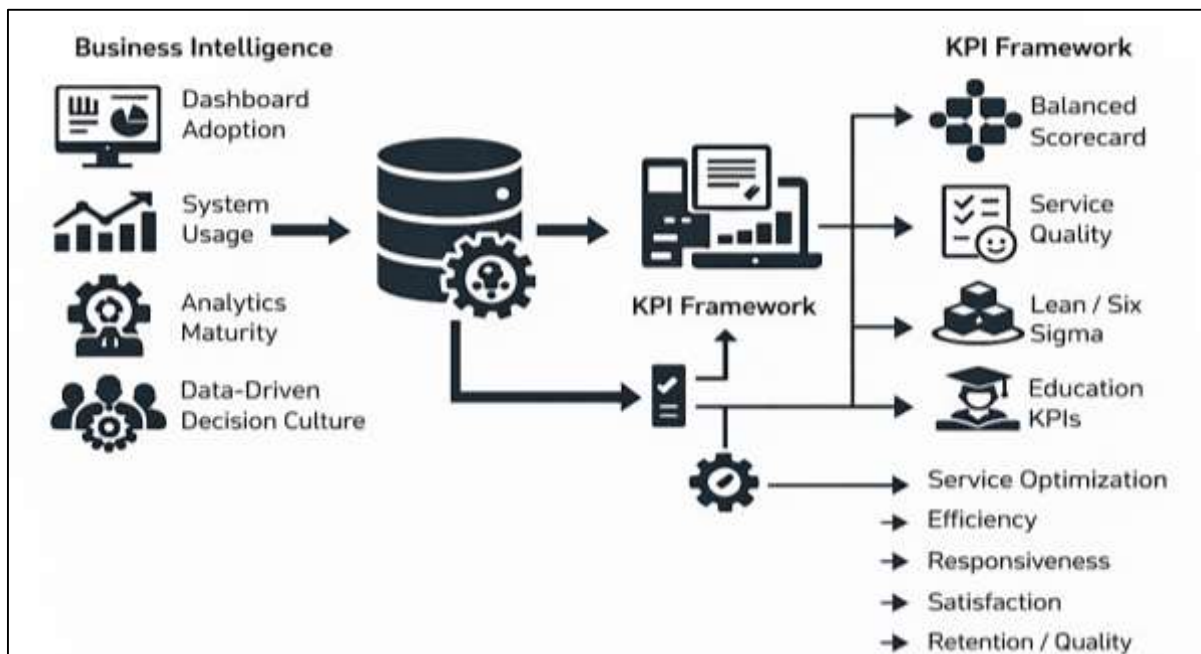 Business Intelligence
Dashboard
Adoption
System
Usage
Analytics
Maturity
Data-Driven
Decision Culture
KPI Framework
KPI Framework
Balanced
Scorecard
Service
Quality
Lean / Six
Sigma
Education
KPIs
Service Optimization
Efficiency
Responsiveness
Satisfaction
Retention / Quality